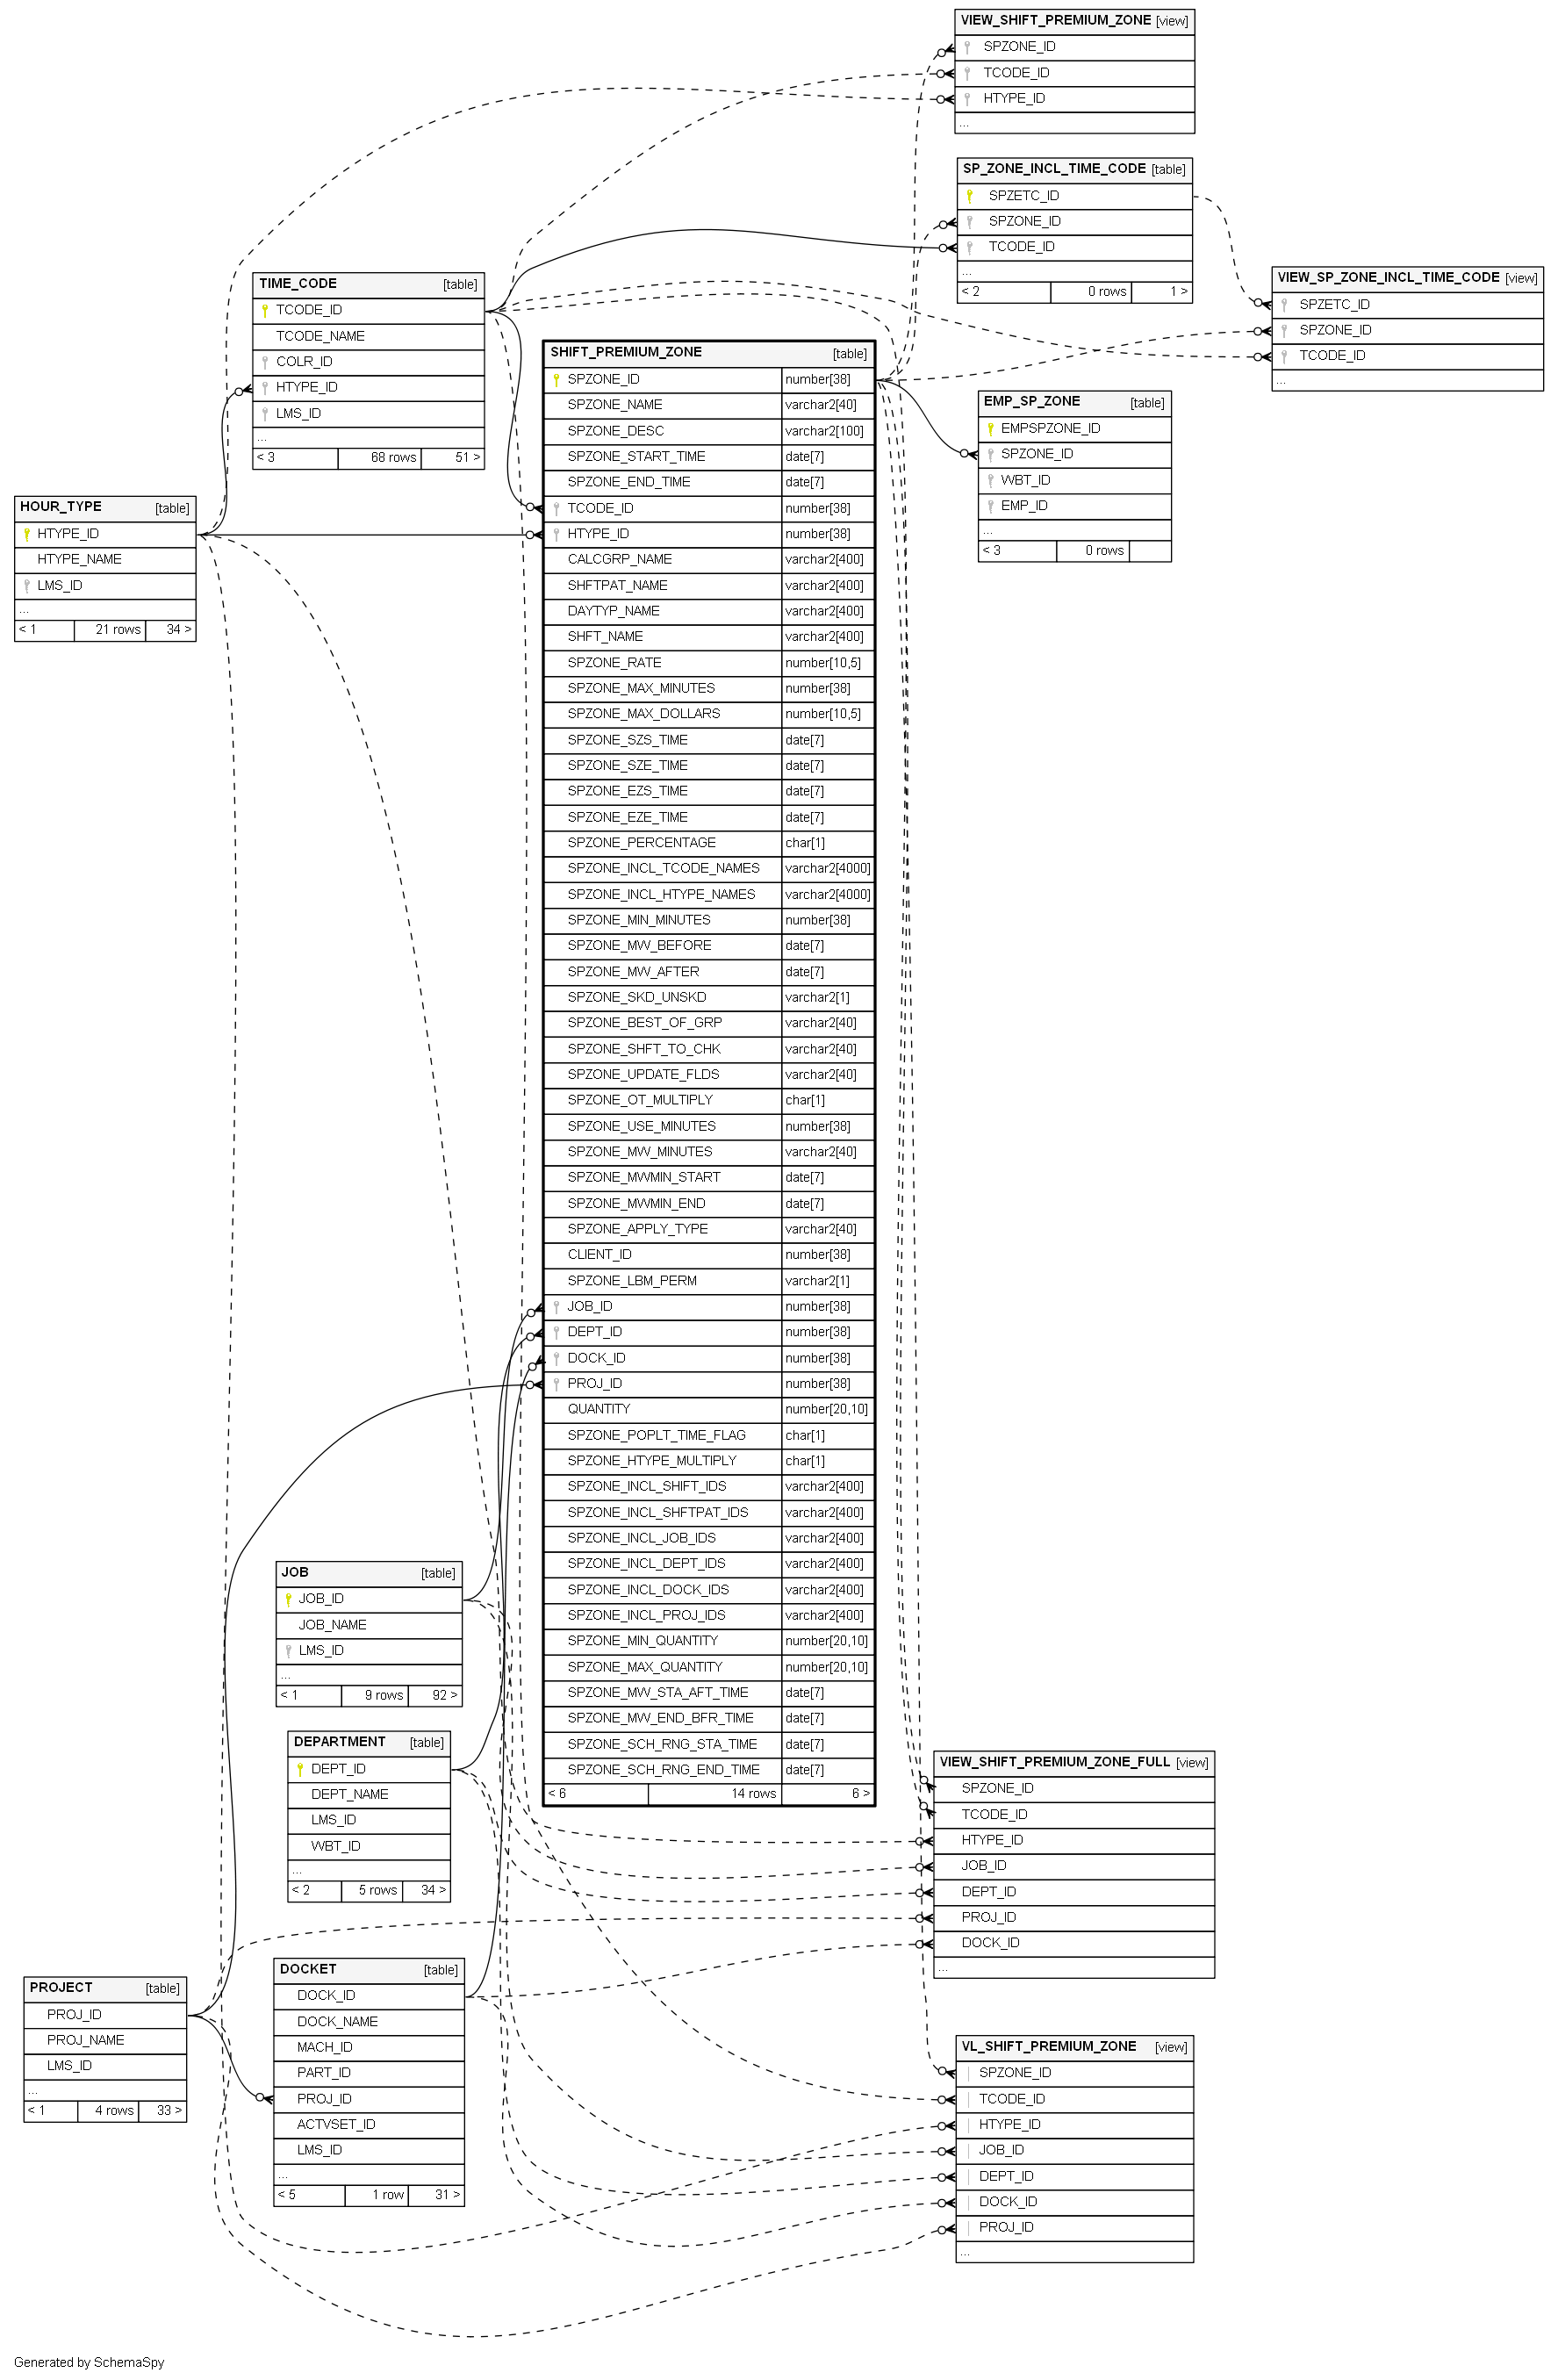 VIEW_SHIFT_PREMIUM_ZONE [view]
SPZONE_ID
TCODE_ID
HTYPE_ID
...
SP_ZONE_INCL_TIME_CODE [table]
SPZETC_ID
SPZONE_ID
TCODE_ID
...
< 2 0 rows 1 >
VIEW_SP_ZONE_INCL_TIME_CODE [view]
SPZETC_ID
SPZONE_ID
TCODE_ID
...
TIME_CODE [table]
TCODE_ID
TCODE_NAME
COLR_ID
HTYPE_ID
LMS_ID
...
< 3 68 rows 51 >
EMP_SP_ZONE [table]
EMPSPZONE_ID
SPZONE_ID
WBT_ID
EMP_ID
...
< 3 0 rows
HOUR_TYPE [table]
HTYPE_ID
HTYPE_NAME
LMS_ID
...
< 1 21 rows 34 >
SHIFT_PREMIUM_ZONE [table]
SPZONE_ID number[38]
SPZONE_NAME varchar2[40]
SPZONE_DESC varchar2[100]
SPZONE_START_TIME date[7]
SPZONE_END_TIME date[7]
TCODE_ID number[38]
HTYPE_ID number[38]
CALCGRP_NAME varchar2[400]
SHFTPAT_NAME varchar2[400]
DAYTYP_NAME varchar2[400]
SHFT_NAME varchar2[400]
SPZONE_RATE number[10,5]
SPZONE_MAX_MINUTES number[38]
SPZONE_MAX_DOLLARS number[10,5]
SPZONE_SZS_TIME date[7]
SPZONE_SZE_TIME date[7]
SPZONE_EZS_TIME date[7]
SPZONE_EZE_TIME date[7]
SPZONE_PERCENTAGE char[1]
SPZONE_INCL_TCODE_NAMES varchar2[4000]
SPZONE_INCL_HTYPE_NAMES varchar2[4000]
SPZONE_MIN_MINUTES number[38]
SPZONE_MW_BEFORE date[7]
SPZONE_MW_AFTER date[7]
SPZONE_SKD_UNSKD varchar2[1]
SPZONE_BEST_OF_GRP varchar2[40]
SPZONE_SHFT_TO_CHK varchar2[40]
SPZONE_UPDATE_FLDS varchar2[40]
SPZONE_OT_MULTIPLY char[1]
SPZONE_USE_MINUTES number[38]
SPZONE_MW_MINUTES varchar2[40]
SPZONE_MWMIN_START date[7]
SPZONE_MWMIN_END date[7]
SPZONE_APPLY_TYPE varchar2[40]
CLIENT_ID number[38]
SPZONE_LBM_PERM varchar2[1]
JOB_ID number[38]
DEPT_ID number[38]
DOCK_ID number[38]
PROJ_ID number[38]
QUANTITY number[20,10]
SPZONE_POPLT_TIME_FLAG char[1]
SPZONE_HTYPE_MULTIPLY char[1]
SPZONE_INCL_SHIFT_IDS varchar2[400]
SPZONE_INCL_SHFTPAT_IDS varchar2[400]
SPZONE_INCL_JOB_IDS varchar2[400]
SPZONE_INCL_DEPT_IDS varchar2[400]
SPZONE_INCL_DOCK_IDS varchar2[400]
SPZONE_INCL_PROJ_IDS varchar2[400]
SPZONE_MIN_QUANTITY number[20,10]
SPZONE_MAX_QUANTITY number[20,10]
SPZONE_MW_STA_AFT_TIME date[7]
SPZONE_MW_END_BFR_TIME date[7]
SPZONE_SCH_RNG_STA_TIME date[7]
SPZONE_SCH_RNG_END_TIME date[7]
< 6 14 rows 6 >
JOB [table]
JOB_ID
JOB_NAME
LMS_ID
...
< 1 9 rows 92 >
DEPARTMENT [table]
DEPT_ID
DEPT_NAME
LMS_ID
WBT_ID
...
< 2 5 rows 34 >
VIEW_SHIFT_PREMIUM_ZONE_FULL [view]
SPZONE_ID
TCODE_ID
HTYPE_ID
JOB_ID
DEPT_ID
PROJ_ID
DOCK_ID
...
PROJECT [table]
PROJ_ID
PROJ_NAME
LMS_ID
...
< 1 4 rows 33 >
DOCKET [table]
DOCK_ID
DOCK_NAME
MACH_ID
PART_ID
PROJ_ID
ACTVSET_ID
LMS_ID
...
< 5 1 row 31 >
VL_SHIFT_PREMIUM_ZONE [view]
SPZONE_ID
TCODE_ID
HTYPE_ID
JOB_ID
DEPT_ID
DOCK_ID
PROJ_ID
...
Generated by SchemaSpy